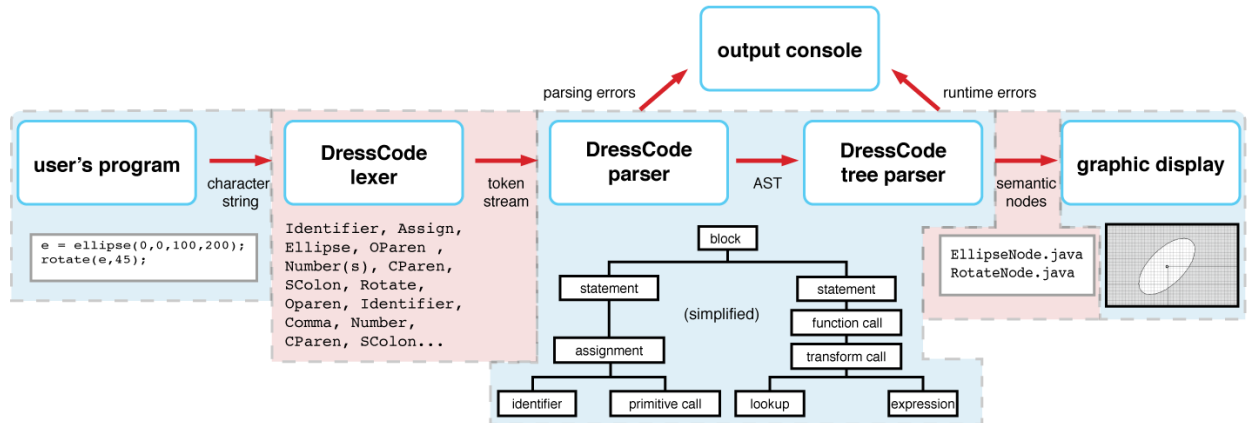 output console
parsing errors
runtime errors
user's program
character
string
DressCode
lexer
token
stream
DressCode
parser
AST
DressCode
tree parser
semantic
nodes
graphic display
e = ellipse(0,0,100,200);
rotate(e,45);
Identifier, Assign,
Ellipse, OParen ,
Number(s), CParen,
SColon, Rotate,
Oparen, Identifier,
Comma, Number,
CParen, SColon...
block
statement
statement
(simplified)
function call
assignment
transform call
identifier
primitive call
lookup
expression
EllipseNode.java
RotateNode.java